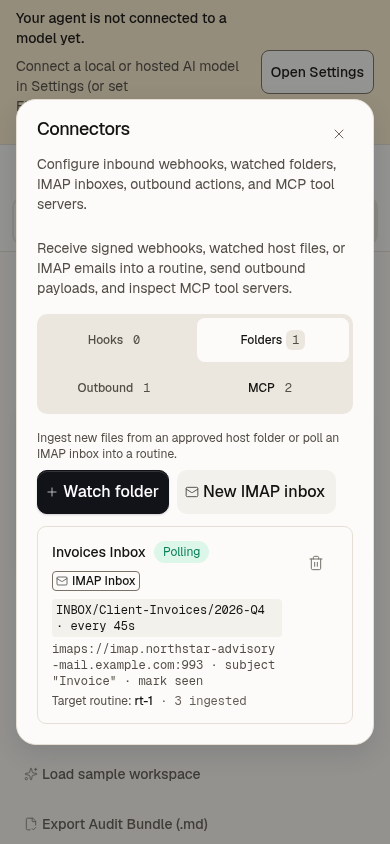 Your agent is not connected to a
model yet.
Connect a local or hosted AI model
in Settings (or set
Open Settings
Connectors
Configure inbound webhooks, watched folders,
IMAP inboxes, outbound actions, and MCP tool
servers.
Receive signed webhooks, watched host files, or
IMAP emails into a routine, send outbound
payloads, and inspect MCP tool servers.
Hooks 0
Folders 1
Outbound 1
MCP 2
Ingest new files from an approved host folder or poll an
IMAP inbox into a routine.
+ Watch folder
New IMAP inbox
Invoices Inbox Polling
IMAP Inbox
INBOX/Client-Invoices/2026-Q4
· every 45s
imaps://imap.northstar-advisory
-mail.example.com:993 · subject
"Invoice" · mark seen
Target routine: rt-1 · 3 ingested
Load sample workspace
Export Audit Bundle (.md)